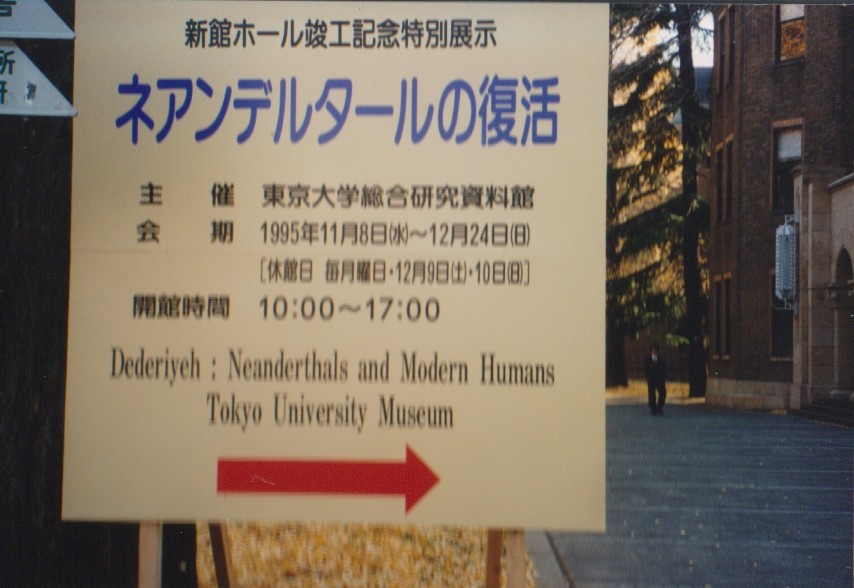 新館ホール竣工記念特別展示
ネアンデルタールの復活
主 催 東京大学総合研究資料館
会 期 1995年11月8日(水)～12月24日(日)
[休館日 毎月曜日・12月9日(土)・10日(日)]
開館時間 10:00～17:00
Dederiyeh : Neanderthals and Modern Humans
Tokyo University Museum
所